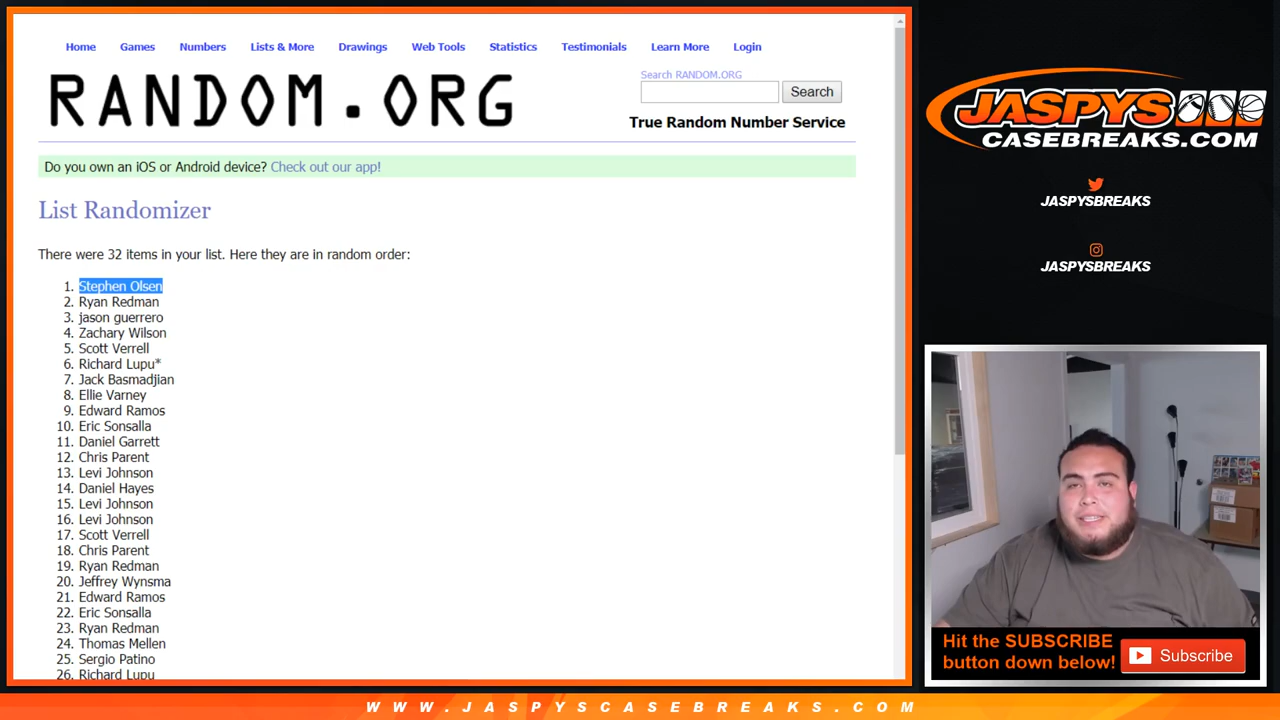 Home Games Numbers Lists & More Drawings Web Tools Statistics Testimonials Learn More Login
RANDOM.ORG
Search RANDOM.ORG
Search
True Random Number Service
Do you own an iOS or Android device? Check out our app!
List Randomizer
There were 32 items in your list. Here they are in random order:
1. Stephen Olsen
2. Ryan Redman
3. jason guerrero
4. Zachary Wilson
5. Scott Verrell
6. Richard Lupu*
7. Jack Basmadjian
8. Ellie Varney
9. Edward Ramos
10. Eric Sonsalla
11. Daniel Garrett
12. Chris Parent
13. Levi Johnson
14. Daniel Hayes
15. Levi Johnson
16. Levi Johnson
17. Scott Verrell
18. Chris Parent
19. Ryan Redman
20. Jeffrey Wynsma
21. Edward Ramos
22. Eric Sonsalla
23. Ryan Redman
24. Thomas Mellen
25. Sergio Patino
26. Richard Lupu
JASPYS
CASEBREAKS.COM
JASPYSBREAKS
JASPYSBREAKS
Hit the SUBSCRIBE
button down below!
Subscribe
WWW.JASPYSCASEBREAKS.COM